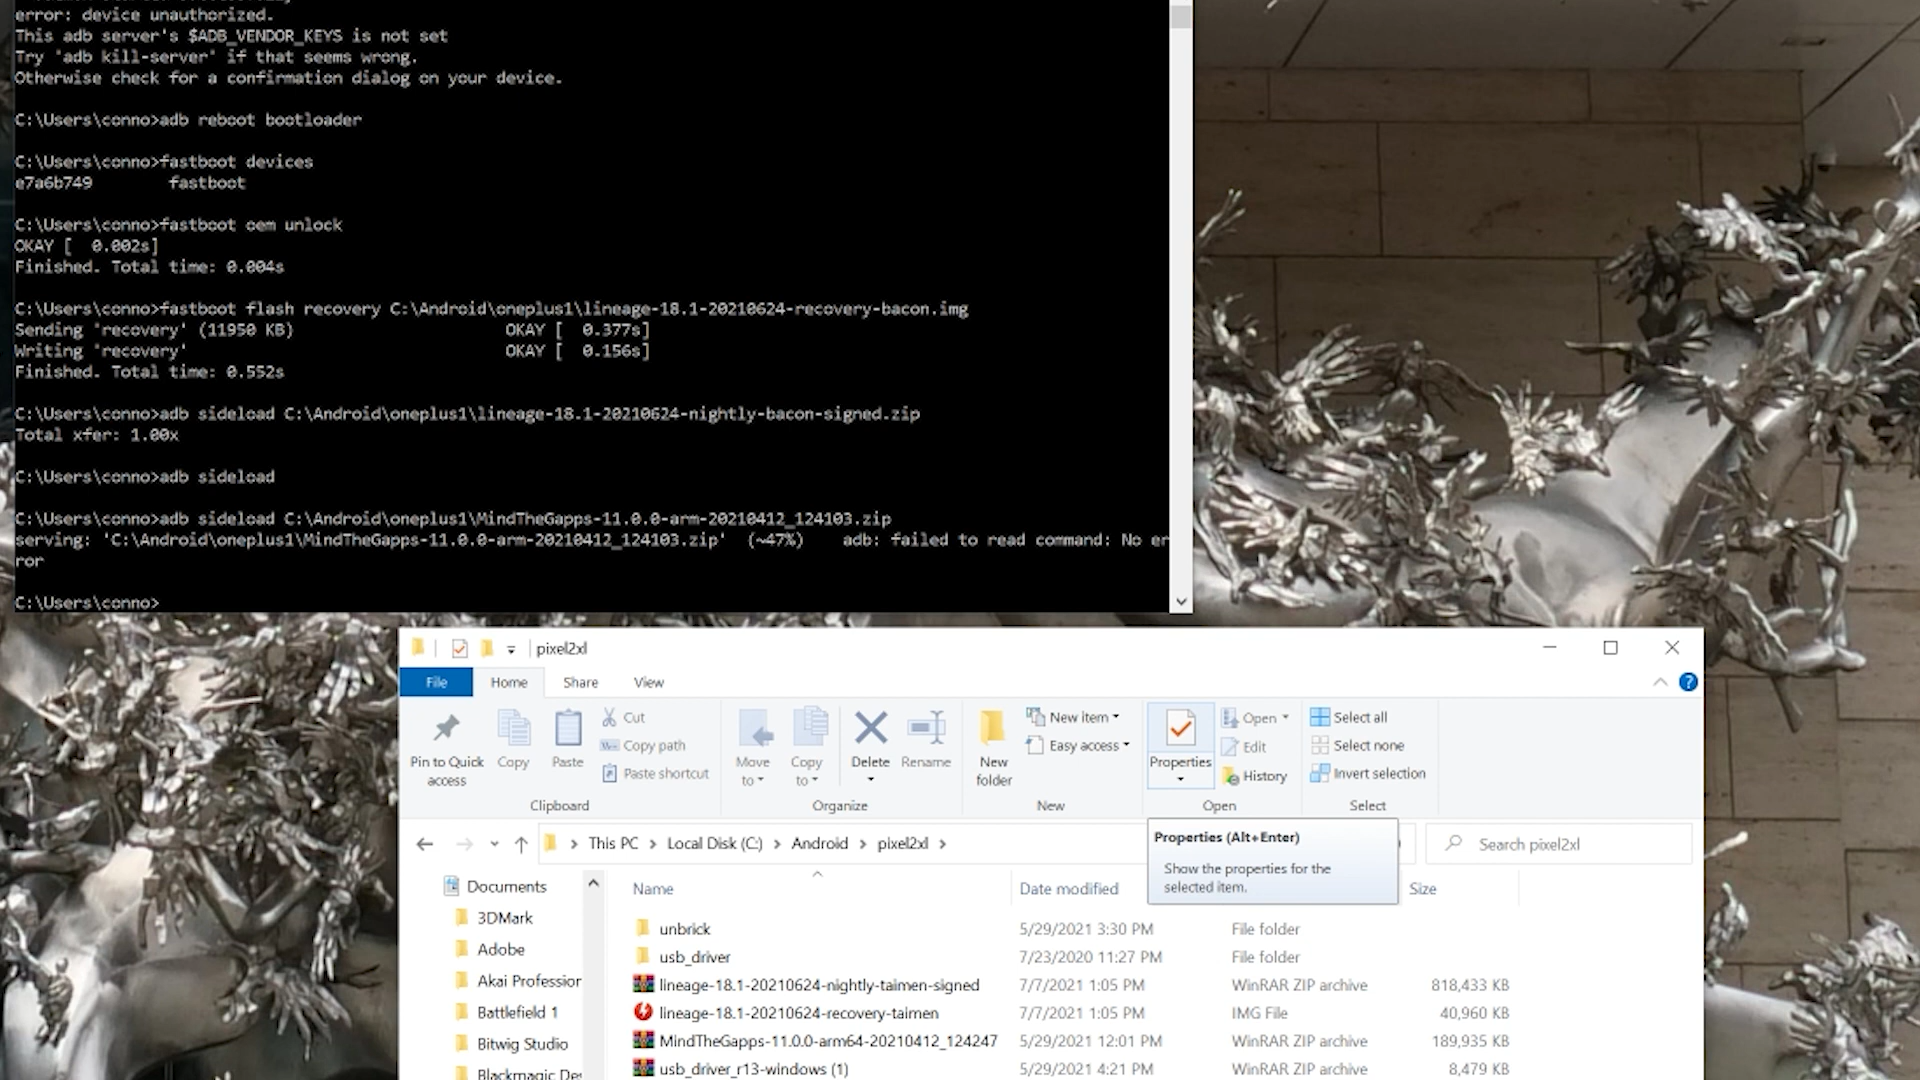 error: device unauthorized.
This adb server's $ADB_VENDOR_KEYS is not set
Try 'adb kill-server' if that seems wrong.
Otherwise check for a confirmation dialog on your device.
C:\Users\conno>adb reboot bootloader
C:\Users\conno>fastboot devices
e7a6b749 fastboot
C:\Users\conno>fastboot oem unlock
OKAY [ 0.002s]
Finished. Total time: 0.004s
C:\Users\conno>fastboot flash recovery C:\Android\oneplus1\lineage-18.1-20210624-recovery-bacon.img
Sending 'recovery' (11950 KB) OKAY [ 0.377s]
Writing 'recovery' OKAY [ 0.156s]
Finished. Total time: 0.552s
C:\Users\conno>adb sideload C:\Android\oneplus1\lineage-18.1-20210624-nightly-bacon-signed.zip
Total xfer: 1.00x
C:\Users\conno>adb sideload
C:\Users\conno>adb sideload C:\Android\oneplus1\MindTheGapps-11.0.0-arm-20210412_124103.zip
serving: 'C:\Android\oneplus1\MindTheGapps-11.0.0-arm-20210412_124103.zip' (~47%) adb: failed to read command: No er
ror
C:\Users\conno>
pixel2xl
File Home Share View
Pin to Quick access
Copy
Paste
Cut
Copy path
Paste shortcut
Clipboard
Move to
Copy to
Delete
Rename
Organize
New folder
New item
Easy access
New
Properties
Open
Edit
History
Open
Select all
Select none
Invert selection
Select
This PC > Local Disk (C:) > Android > pixel2xl >
Search pixel2xl
Properties (Alt+Enter)
Show the properties for the
selected item.
Documents
3DMark
Adobe
Akai Profession
Battlefield 1
Bitwig Studio
Blackmagic De
Name Date modified Size
unbrick 5/29/2021 3:30 PM File folder
usb_driver 7/23/2020 11:27 PM File folder
lineage-18.1-20210624-nightly-taimen-signed 7/7/2021 1:05 PM WinRAR ZIP archive 818,433 KB
lineage-18.1-20210624-recovery-taimen 7/7/2021 1:05 PM IMG File 40,960 KB
MindTheGapps-11.0.0-arm64-20210412_124247 5/29/2021 12:01 PM WinRAR ZIP archive 189,935 KB
usb_driver_r13-windows (1) 5/29/2021 4:21 PM WinRAR ZIP archive 8,479 KB